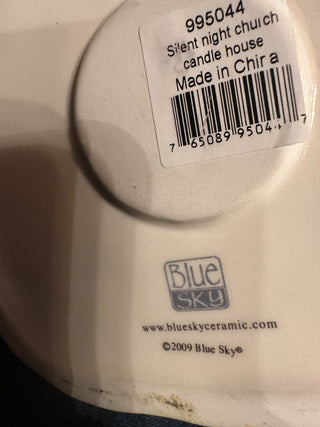 995044
Silent night church
candle house
Made in China
7 65089 95044 7
Blue
SKY
www.blueskyceramic.com
©2009 Blue Sky®